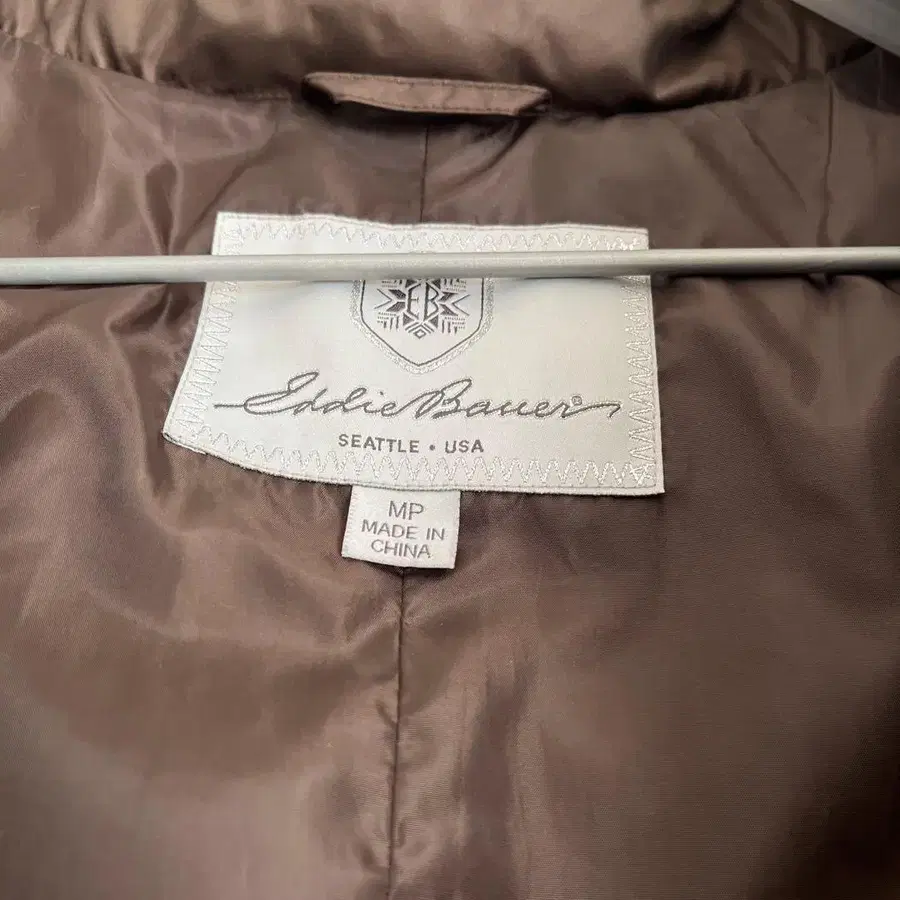 EB
Eddie Bauer®
SEATTLE • USA
MP
MADE IN
CHINA